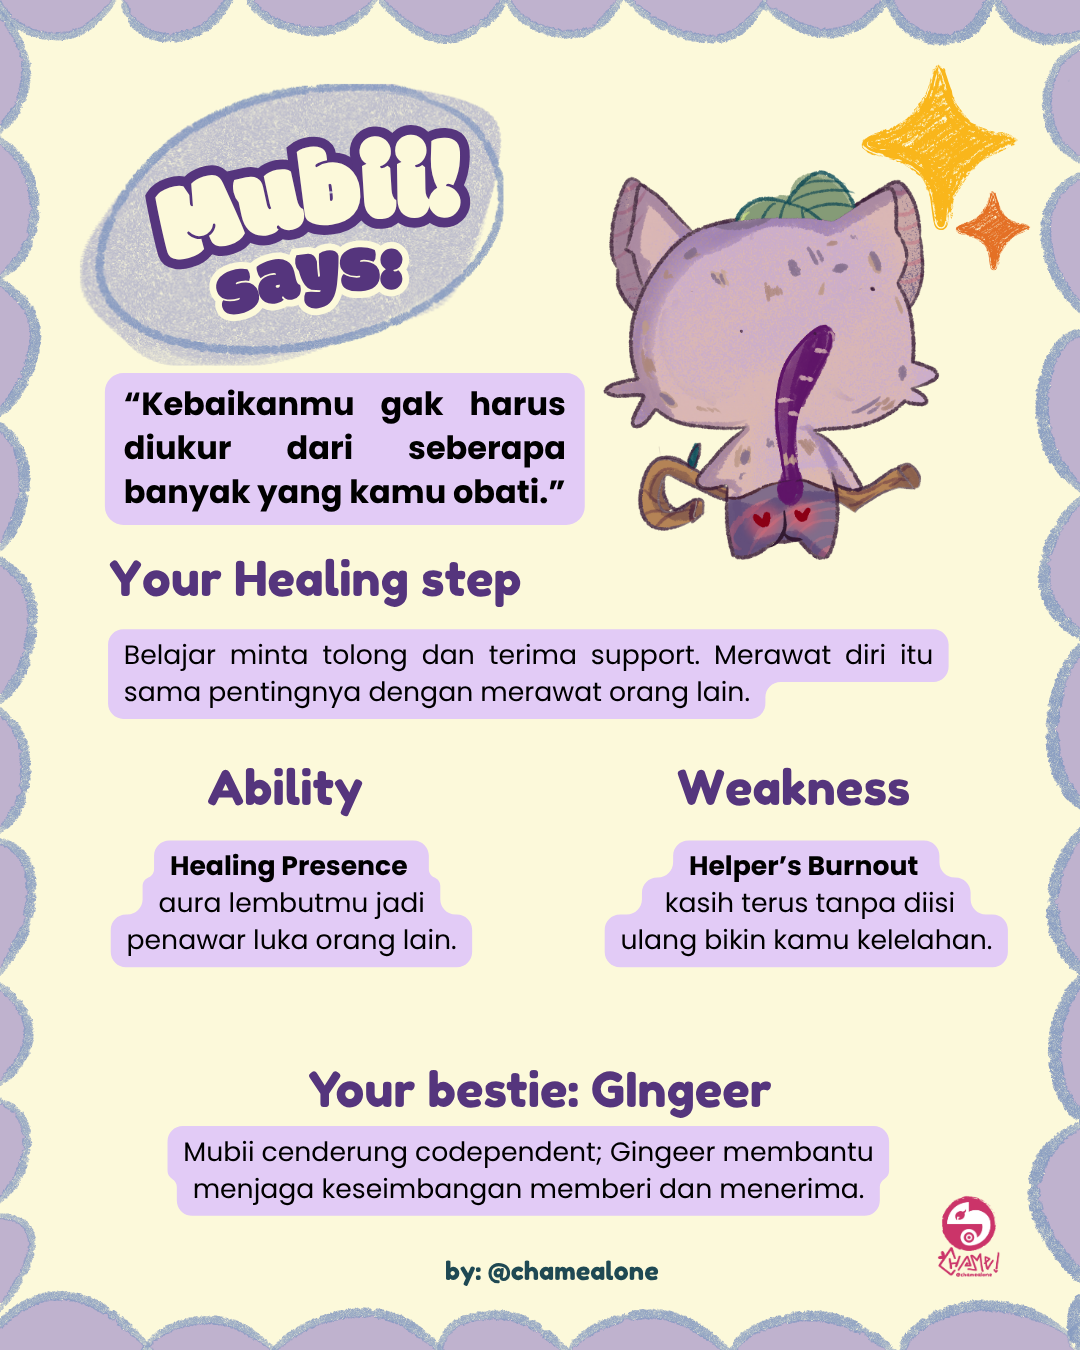 Mubii!
says:
“Kebaikanmu gak harus
diukur dari seberapa
banyak yang kamu obati.”
Your Healing step
Belajar minta tolong dan terima support. Merawat diri itu
sama pentingnya dengan merawat orang lain.
Ability
Healing Presence
aura lembutmu jadi
penawar luka orang lain.
Weakness
Helper’s Burnout
kasih terus tanpa diisi
ulang bikin kamu kelelahan.
Your bestie: GIngeer
Mubii cenderung codependent; Gingeer membantu
menjaga keseimbangan memberi dan menerima.
by: @chamealone
CHAME!
@chamealone